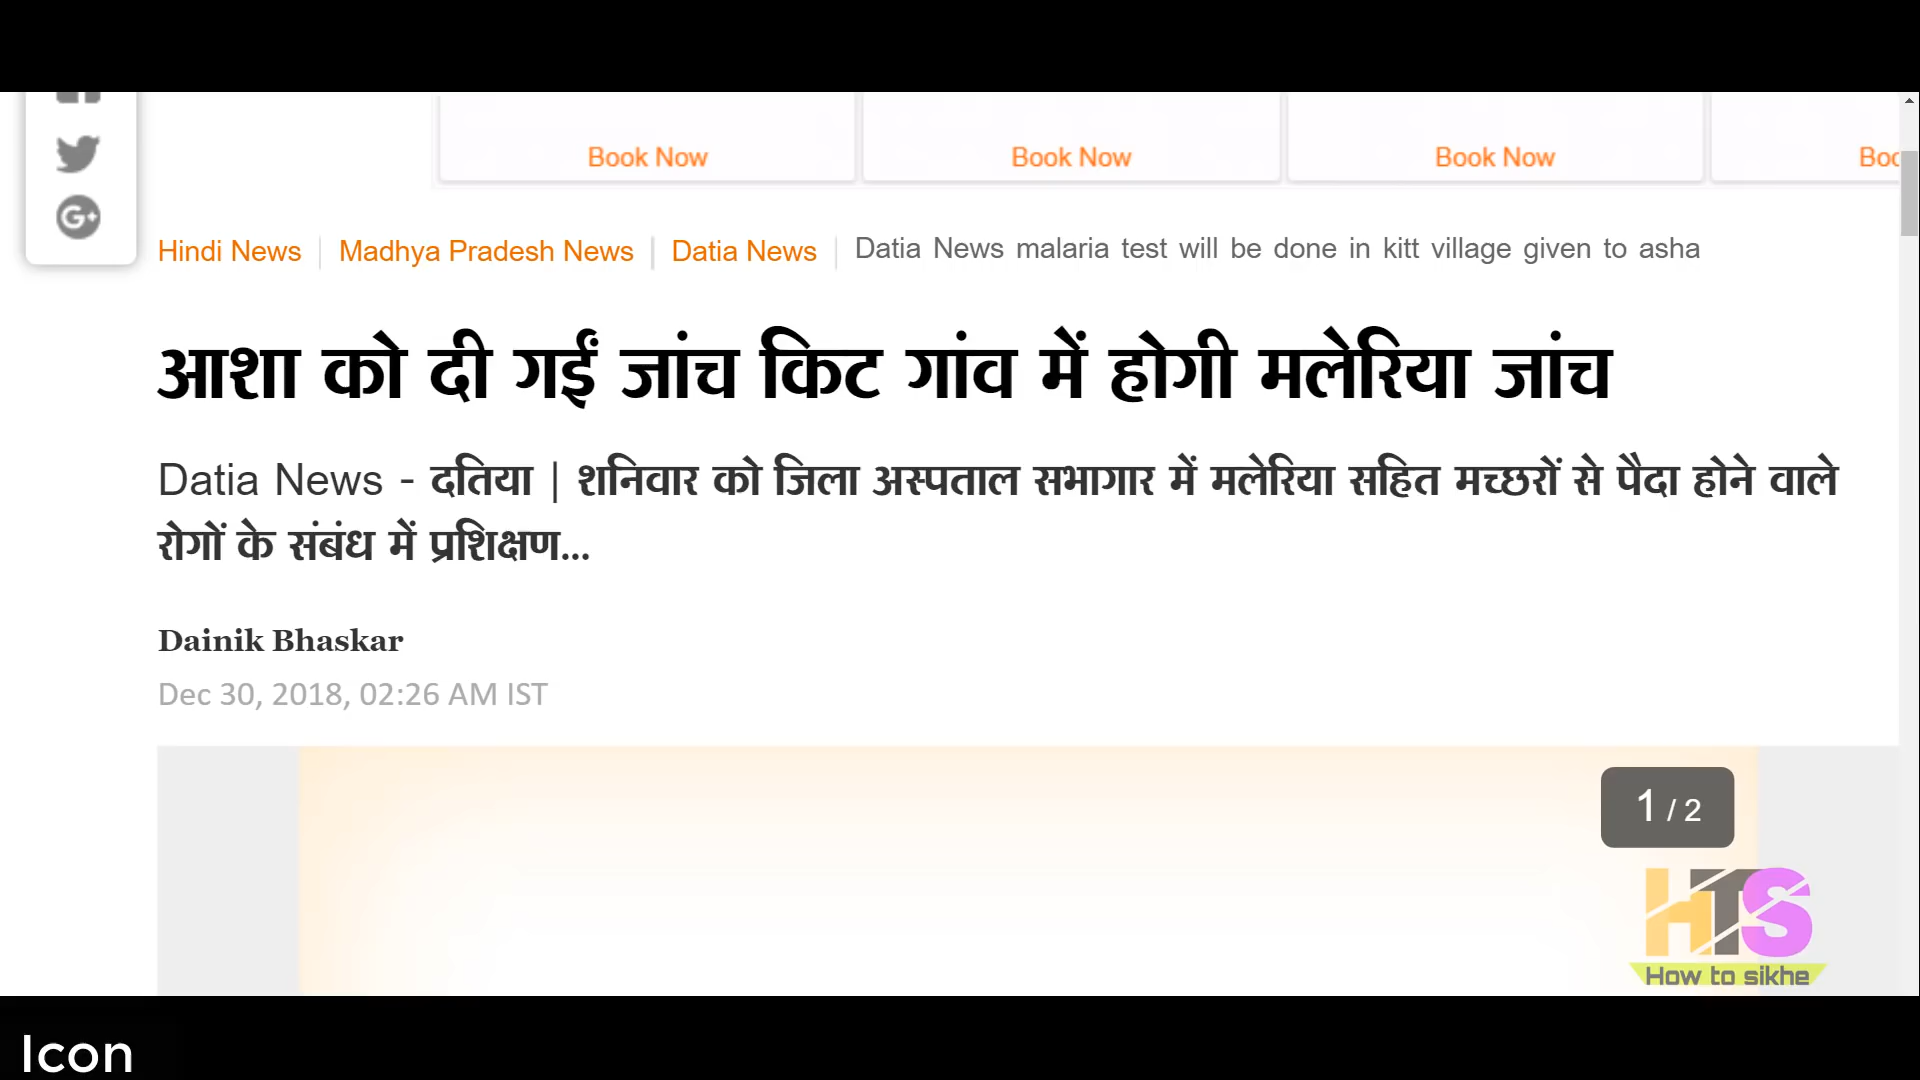 Book Now
Book Now
Book Now
Boo
G+
Hindi News
Madhya Pradesh News
Datia News
Datia News malaria test will be done in kitt village given to asha
आशा को दी गईं जांच किट गांव में होगी मलेरिया जांच
Datia News - दतिया | शनिवार को जिला अस्पताल सभागार में मलेरिया सहित मच्छरों से पैदा होने वाले
रोगों के संबंध में प्रशिक्षण...
Dainik Bhaskar
Dec 30, 2018, 02:26 AM IST
1 / 2
HTS
How to sikhe
Icon